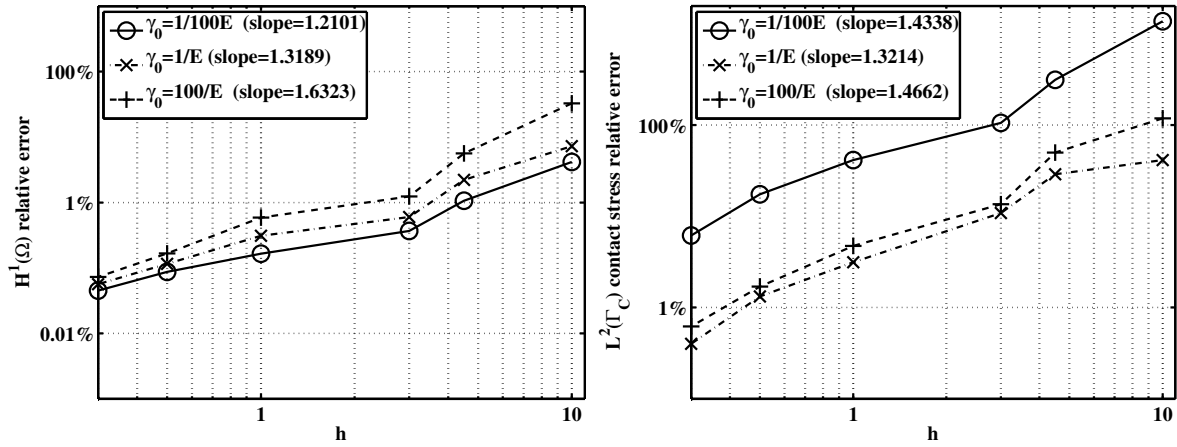 γ₀=1/100E (slope=1.2101)
γ₀=1/E (slope=1.3189)
γ₀=100/E (slope=1.6323)
100%
1%
0.01%
H¹(Ω) relative error
1
10
h
γ₀=1/100E (slope=1.4338)
γ₀=1/E (slope=1.3214)
γ₀=100/E (slope=1.4662)
100%
1%
L²(Γ_C) contact stress relative error
1
10
h